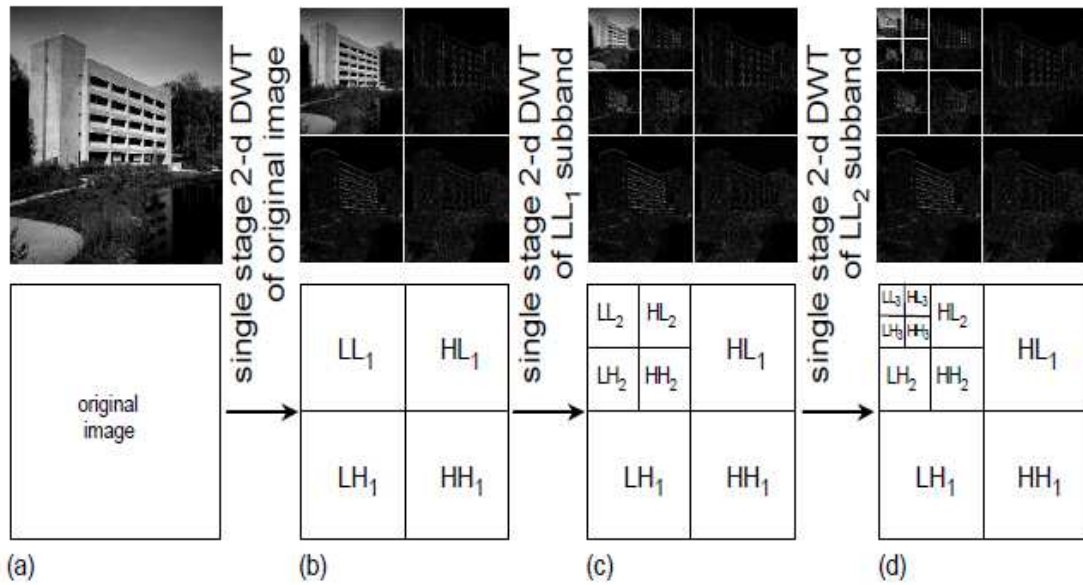 single stage 2-d DWT
of original image
single stage 2-d DWT
of LL₁ subband
single stage 2-d DWT
of LL₂ subband
original
image
LL₁ HL₁
LH₁ HH₁
LL₂ HL₂
HL₁
LH₂ HH₂
LH₁ HH₁
LL₃ HL₃
HL₂
LH₃ HH₃
HL₁
LH₂ HH₂
LH₁ HH₁
(a) (b) (c) (d)